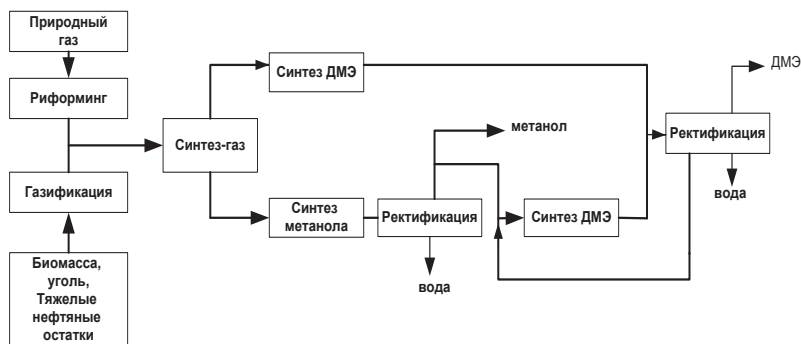 Природный
газ
Риформинг
Газификация
Биомасса,
уголь,
Тяжелые
нефтяные
остатки
Синтез-газ
Синтез ДМЭ
Синтез
метанола
Ректификация
метанол
вода
Синтез ДМЭ
Ректификация
ДМЭ
вода